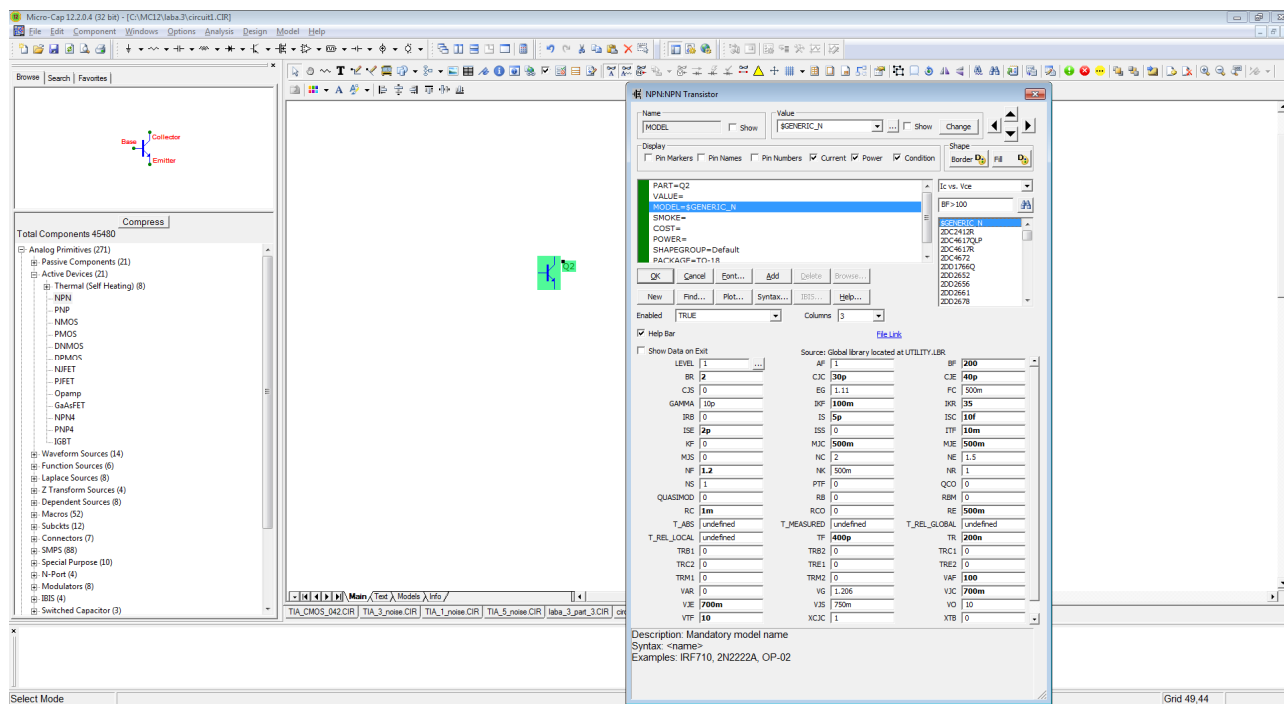 Micro-Cap 12.2.0.4 (32 bit) - [C:\MC12\laba.3\circuit1.CIR]
File Edit Component Windows Options Analysis Design Model Help
Browse Search Favorites
Base Collector Emitter
Compress
Total Components 45480
Analog Primitives (271)
Passive Components (21)
Active Devices (21)
Thermal (Self Heating) (8)
NPN
PNP
NMOS
PMOS
DNMOS
DPMOS
NJFET
PJFET
Opamp
GaAsFET
NPN4
PNP4
IGBT
Waveform Sources (14)
Function Sources (6)
Laplace Sources (8)
Z Transform Sources (4)
Dependent Sources (8)
Macros (52)
Subckts (12)
Connectors (7)
SMPS (88)
Special Purpose (10)
N-Port (4)
Modulators (8)
IBIS (4)
Switched Capacitor (3)
Q2
Main Text Models Info
TIA_CMOS_042.CIR TIA_3_noise.CIR TIA_1_noise.CIR TIA_5_noise.CIR laba_3_part_3.CIR
NPN:NPN Transistor
Name Value
MODEL Show $GENERIC_N ... Show Change
Display Shape
Pin Markers Pin Names Pin Numbers Current Power Condition Border Fill
PART=Q2
VALUE=
MODEL=$GENERIC_N
SMOKE=
COST=
POWER=
SHAPEGROUP=Default
PACKAGE=TO-18
Ic vs. Vce
BF>100
$GENERIC_N
2DC2412R
2DC4617QLP
2DC4617R
2DC4672
2DD1766Q
2DD2652
2DD2656
2DD2661
2DD2678
OK Cancel Font... Add Delete Browse...
New Find... Plot... Syntax... IBIS... Help...
Enabled TRUE Columns 3
Help Bar File Link
Show Data on Exit Source: Global library located at UTILITY.LBR
LEVEL 1 ... AF 1 BF 200
BR 2 CJC 30p CJE 40p
CJS 0 EG 1.11 FC 500m
GAMMA 10p IKF 100m IKR 35
IRB 0 IS 5p ISC 10f
ISE 2p ISS 0 ITF 10m
KF 0 MJC 500m MJE 500m
MJS 0 NC 2 NE 1.5
NF 1.2 NK 500m NR 1
NS 1 PTF 0 QCO 0
QUASIMOD 0 RB 0 RBM 0
RC 1m RCO 0 RE 500m
T_ABS undefined T_MEASURED undefined T_REL_GLOBAL undefined
T_REL_LOCAL undefined TF 400p TR 200n
TRB1 0 TRB2 0 TRC1 0
TRC2 0 TRE1 0 TRE2 0
TRM1 0 TRM2 0 VAF 100
VAR 0 VG 1.206 VJC 700m
VJE 700m VJS 750m VO 10
VTF 10 XCJC 1 XTB 0
Description: Mandatory model name
Syntax: <name>
Examples: IRF710, 2N2222A, OP-02
Select Mode Grid 49,44